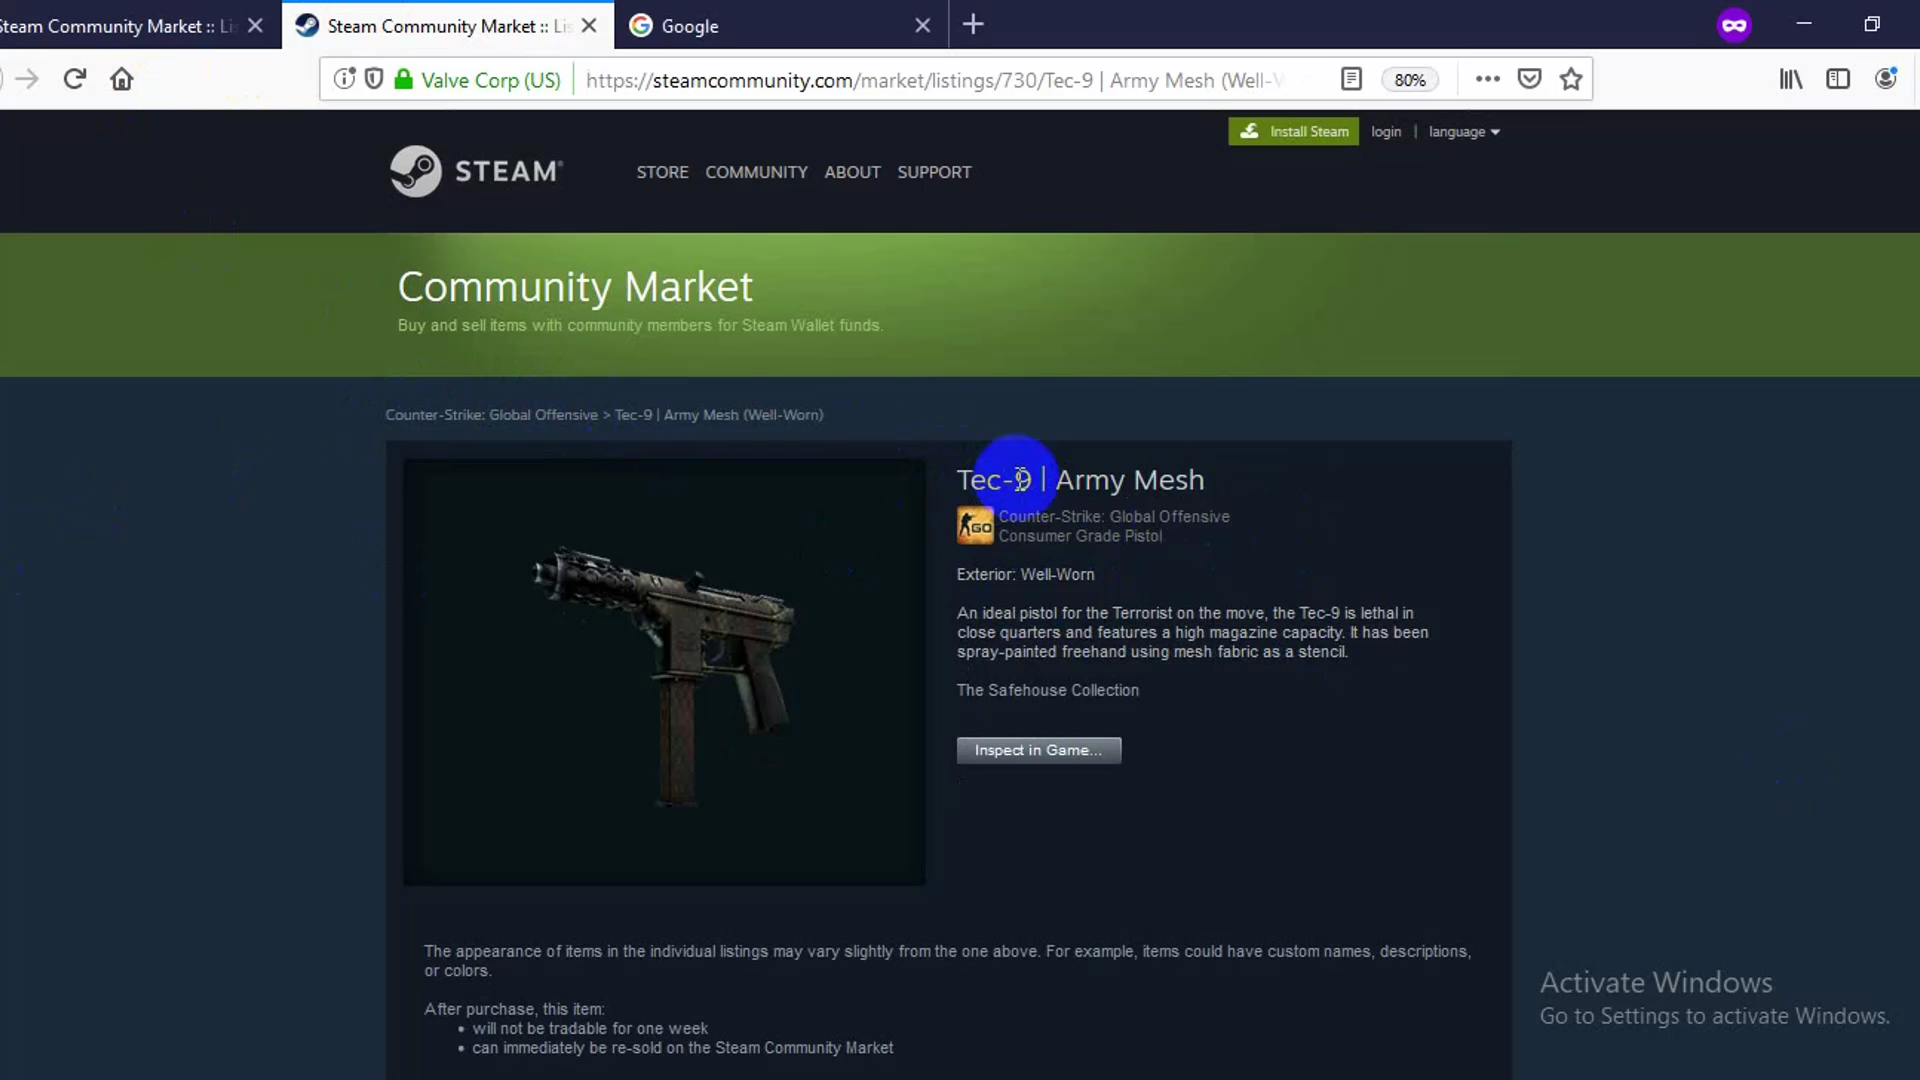 Steam Community Market :: Li
Steam Community Market :: Lis
Google
Valve Corp (US)
https://steamcommunity.com/market/listings/730/Tec-9 | Army Mesh (Well-W
80%
Install Steam
login | language
STEAM
STORE COMMUNITY ABOUT SUPPORT
Community Market
Buy and sell items with community members for Steam Wallet funds.
Counter-Strike: Global Offensive > Tec-9 | Army Mesh (Well-Worn)
Tec-9 | Army Mesh
GO
Counter-Strike: Global Offensive
Consumer Grade Pistol
Exterior: Well-Worn
An ideal pistol for the Terrorist on the move, the Tec-9 is lethal in
close quarters and features a high magazine capacity. It has been
spray-painted freehand using mesh fabric as a stencil.
The Safehouse Collection
Inspect in Game...
The appearance of items in the individual listings may vary slightly from the one above. For example, items could have custom names, descriptions,
or colors.
After purchase, this item:
• will not be tradable for one week
• can immediately be re-sold on the Steam Community Market
Activate Windows
Go to Settings to activate Windows.